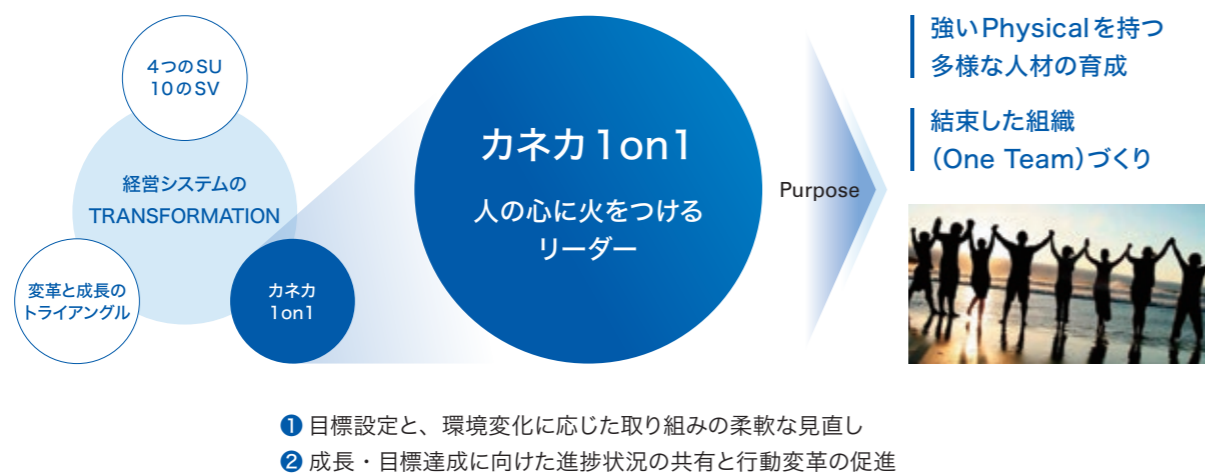 4つのSU
10のSV
経営システムの
TRANSFORMATION
変革と成長の
トライアングル
カネカ
1on1
カネカ 1on1
人の心に火をつける
リーダー
Purpose
強いPhysicalを持つ
多様な人材の育成
結束した組織
（One Team）づくり
❶ 目標設定と、環境変化に応じた取り組みの柔軟な見直し
❷ 成長・目標達成に向けた進捗状況の共有と行動変革の促進